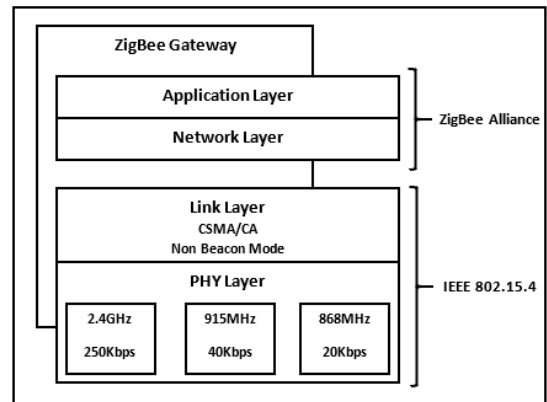 ZigBee Gateway
Application Layer
Network Layer
ZigBee Alliance
Link Layer
CSMA/CA
Non Beacon Mode
PHY Layer
IEEE 802.15.4
2.4GHz
250Kbps
915MHz
40Kbps
868MHz
20Kbps